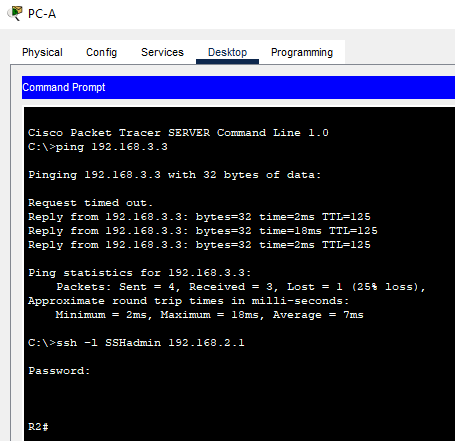 PC-A
Physical Config Services Desktop Programming
Command Prompt
Cisco Packet Tracer SERVER Command Line 1.0
C:\>ping 192.168.3.3
Pinging 192.168.3.3 with 32 bytes of data:
Request timed out.
Reply from 192.168.3.3: bytes=32 time=2ms TTL=125
Reply from 192.168.3.3: bytes=32 time=18ms TTL=125
Reply from 192.168.3.3: bytes=32 time=2ms TTL=125
Ping statistics for 192.168.3.3:
Packets: Sent = 4, Received = 3, Lost = 1 (25% loss),
Approximate round trip times in milli-seconds:
Minimum = 2ms, Maximum = 18ms, Average = 7ms
C:\>ssh -l SSHadmin 192.168.2.1
Password:
R2#